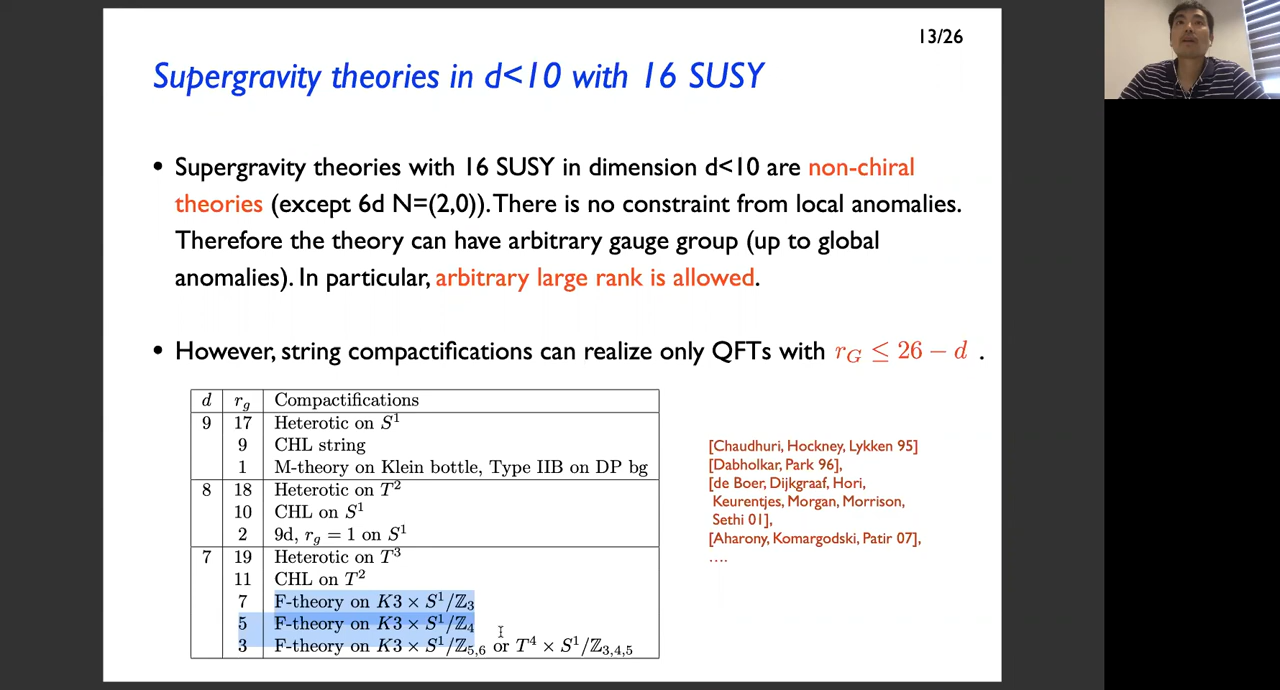 13/26
Supergravity theories in d<10 with 16 SUSY
• Supergravity theories with 16 SUSY in dimension d<10 are non-chiral
theories (except 6d N=(2,0)). There is no constraint from local anomalies.
Therefore the theory can have arbitrary gauge group (up to global
anomalies). In particular, arbitrary large rank is allowed.
• However, string compactifications can realize only QFTs with r_G ≤ 26 − d .
d r_g Compactifications
9 17 Heterotic on S^1
9 CHL string
1 M-theory on Klein bottle, Type IIB on DP bg
8 18 Heterotic on T^2
10 CHL on S^1
2 9d, r_g = 1 on S^1
7 19 Heterotic on T^3
11 CHL on T^2
7 F-theory on K3 × S^1/ℤ_3
5 F-theory on K3 × S^1/ℤ_4
3 F-theory on K3 × S^1/ℤ_{5,6} or T^4 × S^1/ℤ_{3,4,5}
[Chaudhuri, Hockney, Lykken 95]
[Dabholkar, Park 96],
[de Boer, Dijkgraaf, Hori,
Keurentjes, Morgan, Morrison,
Sethi 01],
[Aharony, Komargodski, Patir 07],
....